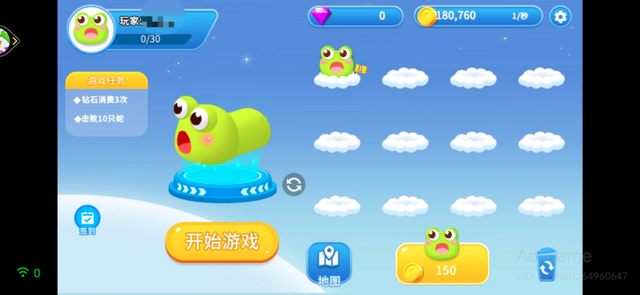 玩家:
0/30
0
180,760
1/秒
游戏任务
◆钻石消费3次
◆击败10只蛇
签到
开始游戏
地图
150
0